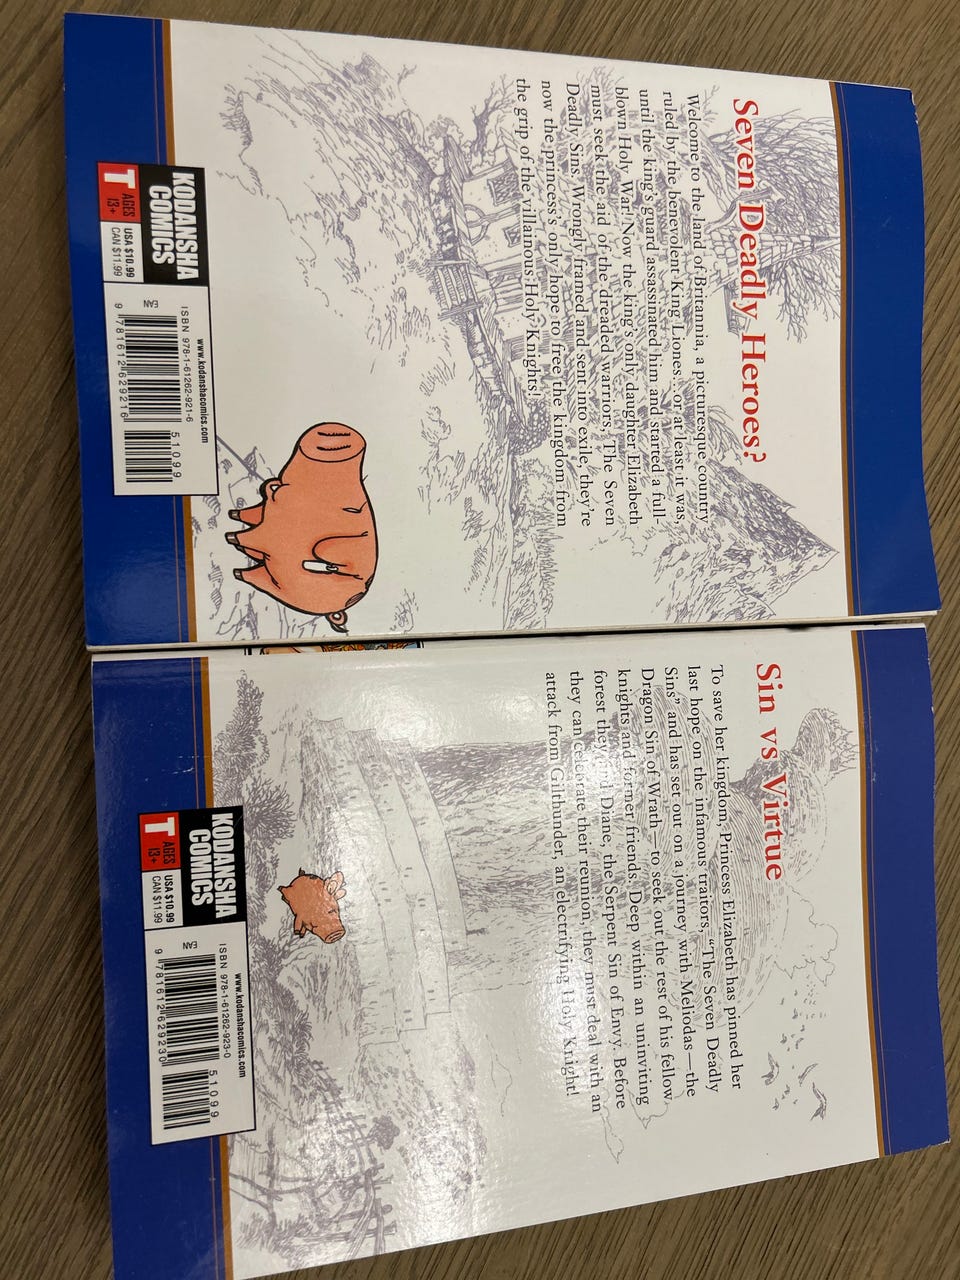 Seven Deadly Heroes?
Welcome to the land of Britannia, a picturesque country
ruled by the benevolent King Liones...or at least it was,
until the king's guard assassinated him and started a full-
blown Holy War! Now the king's only daughter Elizabeth
must seek the aid of the dreaded warriors, The Seven
Deadly Sins. Wrongly framed and sent into exile, they're
now the princess's only hope to free the kingdom from
the grip of the villainous Holy Knights!
KODANSHA
COMICS
T
AGES
13+
USA $10.99
CAN $11.99
www.kodanshacomics.com
ISBN 978-1-61262-921-6
51099
EAN
9 781612 629216
Sin vs Virtue
To save her kingdom, Princess Elizabeth has pinned her
last hope on the infamous traitors, "The Seven Deadly
Sins" and has set out on a journey with Meliodas—the
Dragon Sin of Wrath—to seek out the rest of his fellow
knights and former friends. Deep within an uninviting
forest they find Diane, the Serpent Sin of Envy. Before
they can celebrate their reunion, they must deal with an
attack from Gilthunder, an electrifying Holy Knight!
KODANSHA
COMICS
T
AGES
13+
USA $10.99
CAN $11.99
www.kodanshacomics.com
ISBN 978-1-61262-923-0
51099
EAN
9 781612 629230